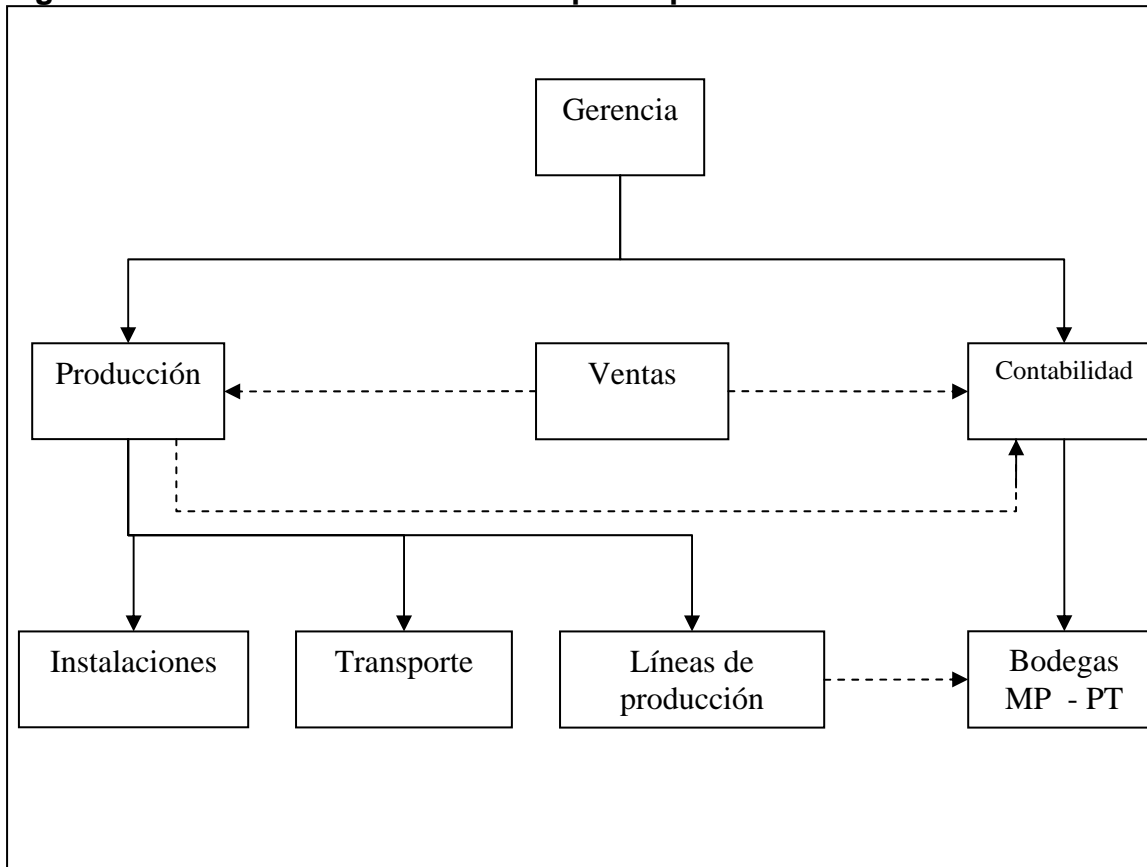 Gerencia
Producción
Ventas
Contabilidad
Instalaciones
Transporte
Líneas de
producción
Bodegas
MP - PT